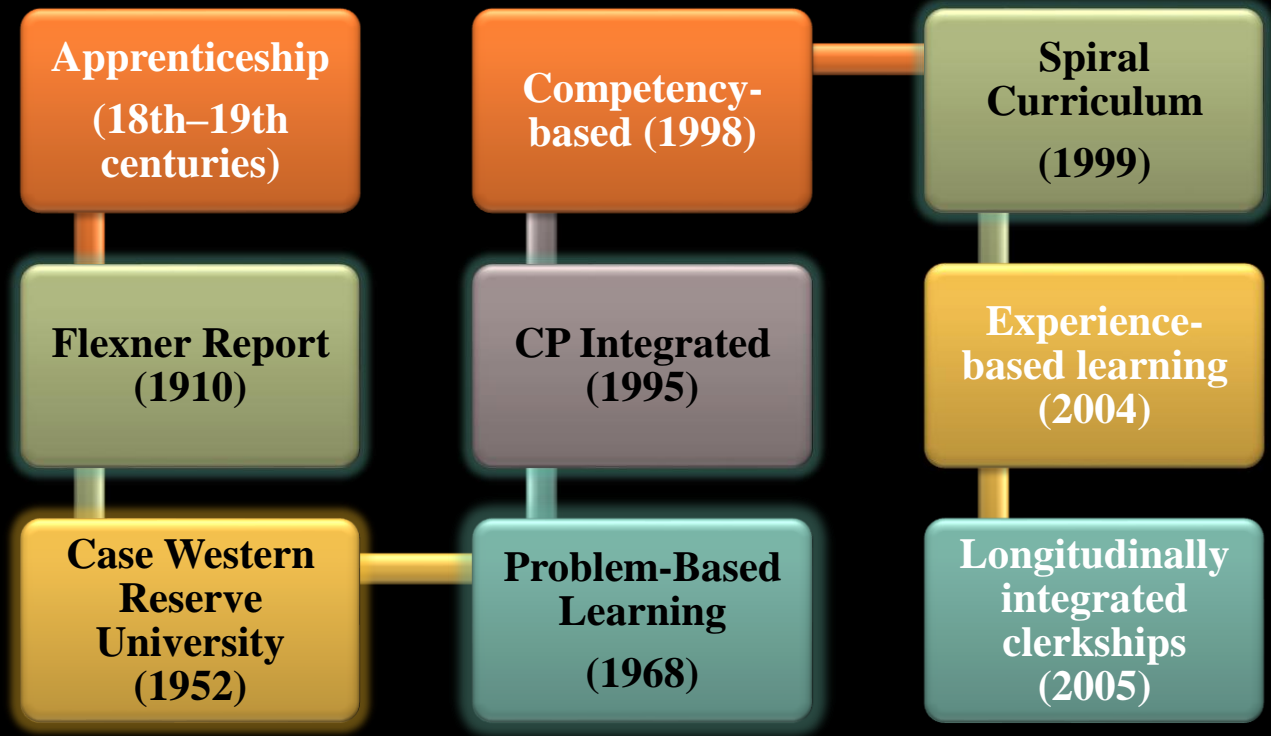 Apprenticeship
(18th–19th
centuries)
Flexner Report
(1910)
Case Western
Reserve
University
(1952)
Problem-Based
Learning
(1968)
CP Integrated
(1995)
Competency-
based (1998)
Spiral
Curriculum
(1999)
Experience-
based learning
(2004)
Longitudinally
integrated
clerkships
(2005)